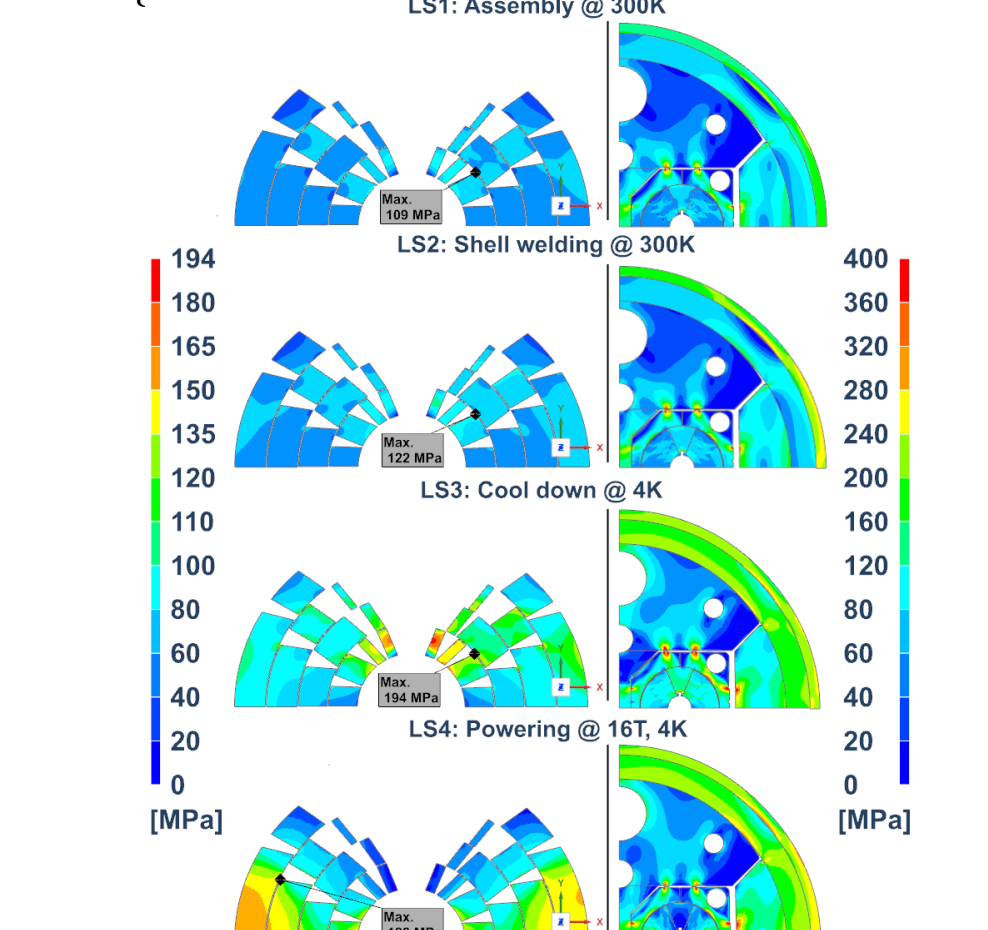 LS1: Assembly @ 300K
Max.
109 MPa
Y
Z
X
LS2: Shell welding @ 300K
194
180
165
150
135
120
110
100
80
60
40
20
0
[MPa]
400
360
320
280
240
200
160
120
80
60
40
20
0
[MPa]
Max.
122 MPa
Y
Z
X
LS3: Cool down @ 4K
Max.
194 MPa
Y
Z
X
LS4: Powering @ 16T, 4K
Max.
Y
Z
X